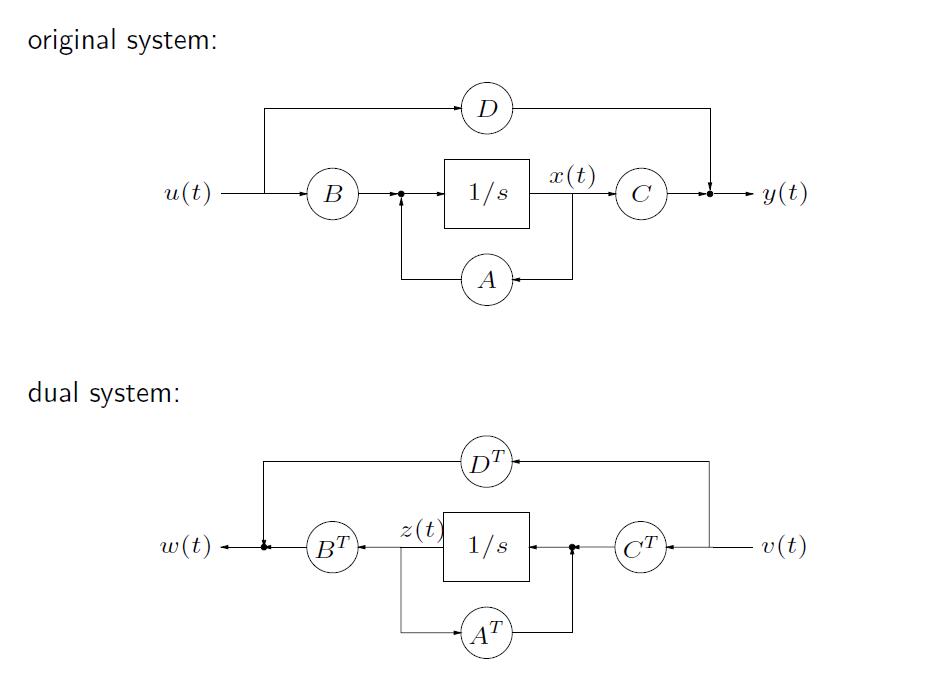 original system:
D
u(t) B 1/s x(t) C y(t)
A
dual system:
D^T
w(t) B^T z(t) 1/s C^T v(t)
A^T